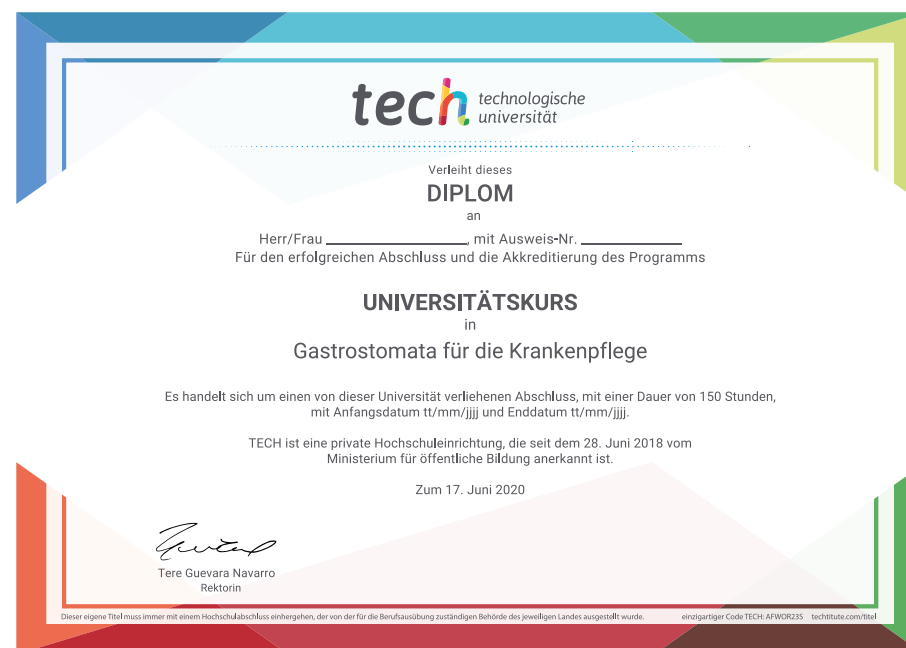 tech technologische
universität
Verleiht dieses
DIPLOM
an
Herr/Frau ____________________, mit Ausweis-Nr. ______________
Für den erfolgreichen Abschluss und die Akkreditierung des Programms
UNIVERSITÄTSKURS
in
Gastrostomata für die Krankenpflege
Es handelt sich um einen von dieser Universität verliehenen Abschluss, mit einer Dauer von 150 Stunden,
mit Anfangsdatum tt/mm/jjjj und Enddatum tt/mm/jjjj.
TECH ist eine private Hochschuleinrichtung, die seit dem 28. Juni 2018 vom
Ministerium für öffentliche Bildung anerkannt ist.
Zum 17. Juni 2020
Tere Guevara Navarro
Rektorin
Dieser eigene Titel muss immer mit einem Hochschulabschluss einhergehen, der von der für die Berufsausübung zuständigen Behörde des jeweiligen Landes ausgestellt wurde. einzigartiger Code TECH: AFWOR235 techtitute.com/titel